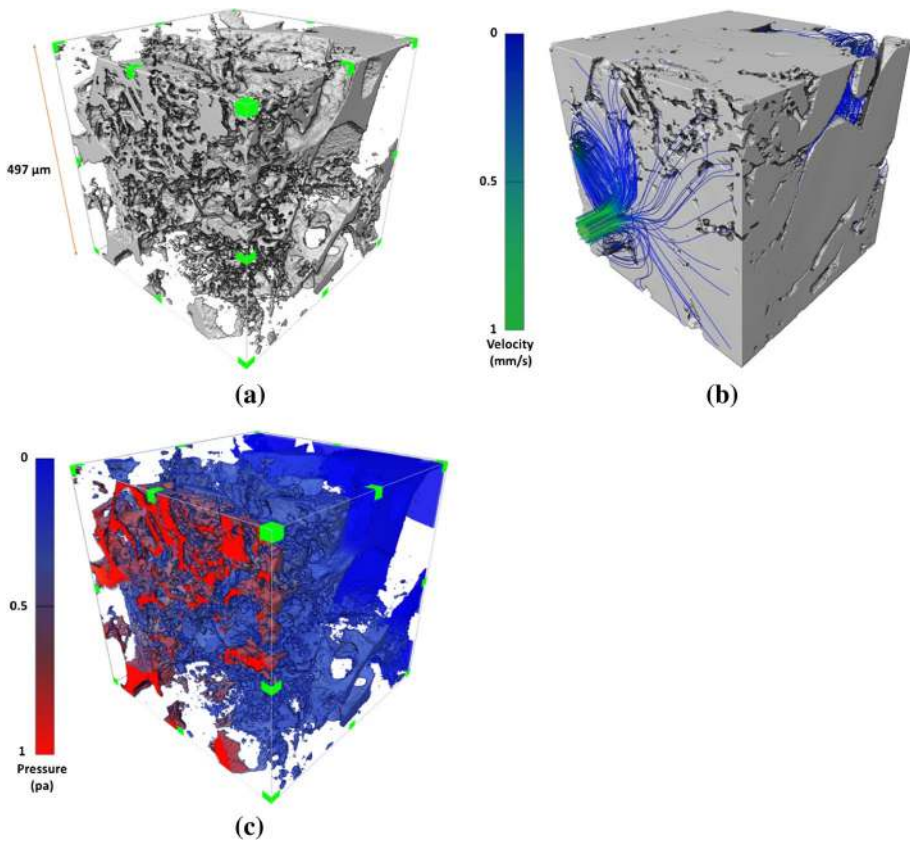 497 µm
(a)
0
0.5
1
Velocity
(mm/s)
(b)
0
0.5
1
Pressure
(pa)
(c)